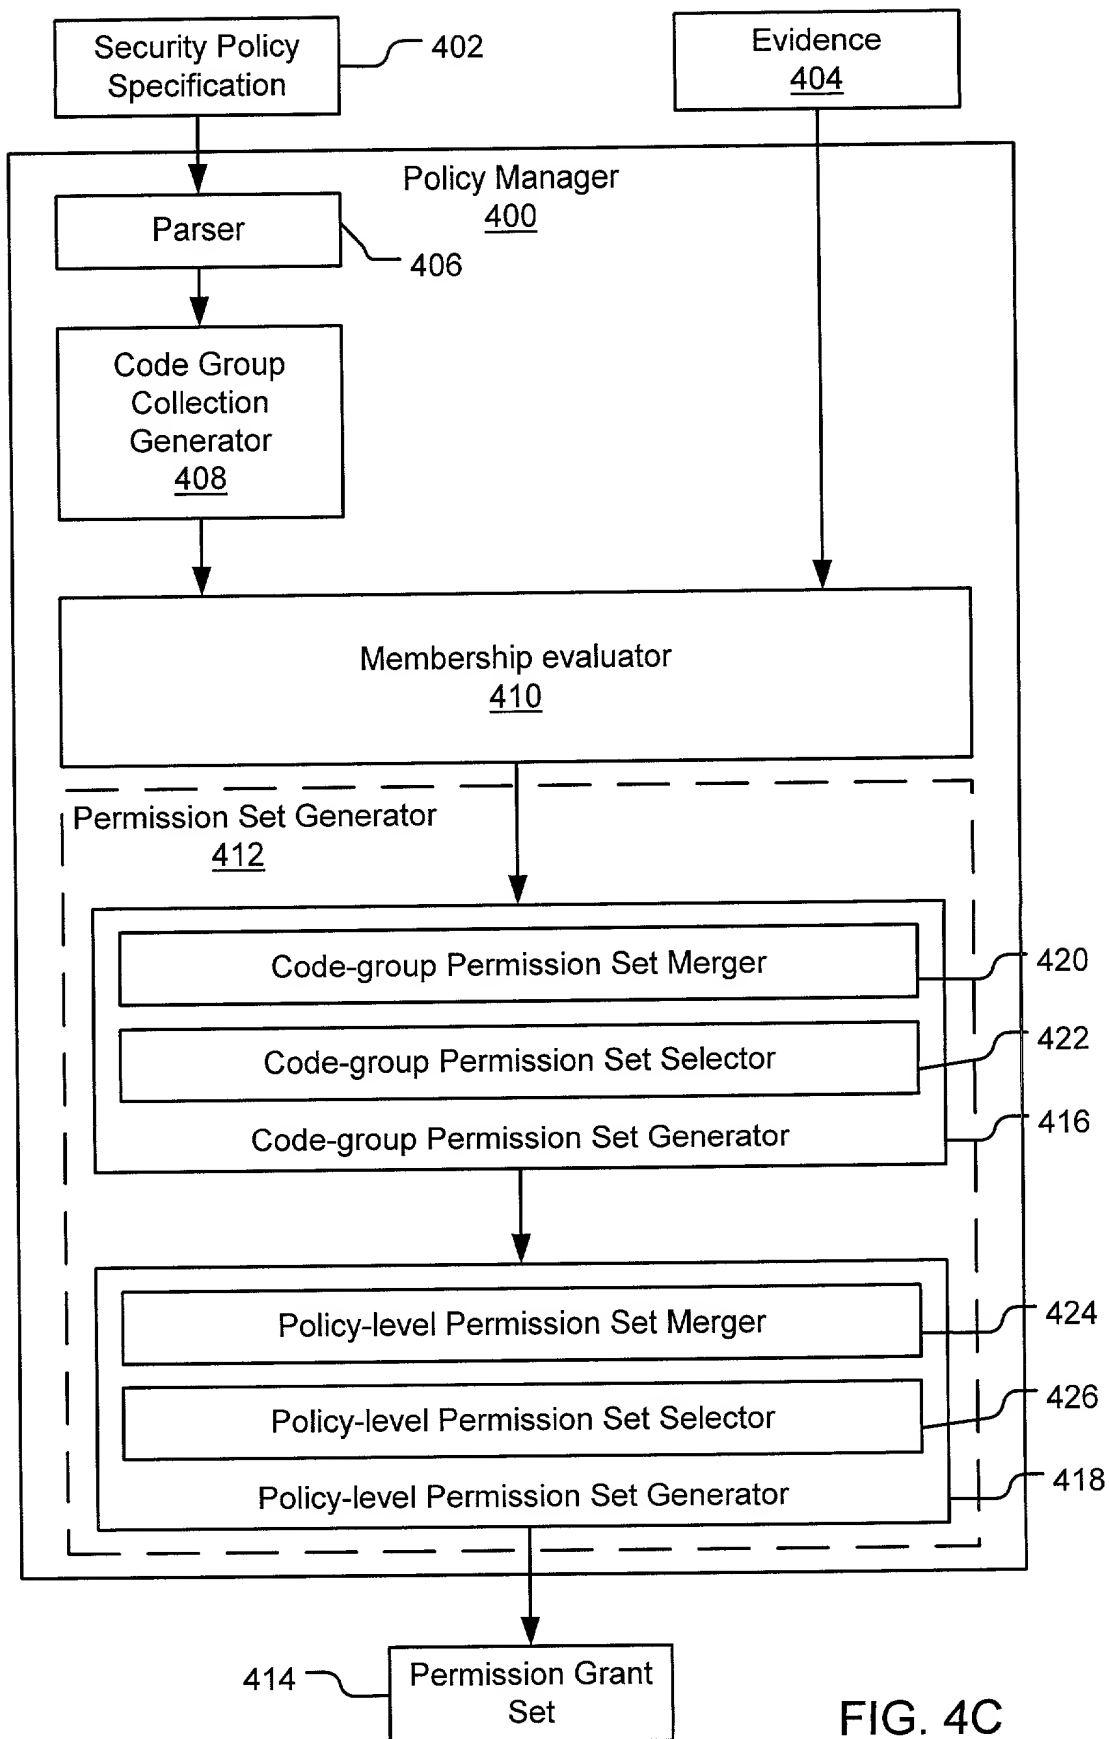 Security Policy
Specification
402
Evidence
404
Policy Manager
400
Parser
406
Code Group
Collection
Generator
408
Membership evaluator
410
Permission Set Generator
412
Code-group Permission Set Merger
420
Code-group Permission Set Selector
422
Code-group Permission Set Generator
416
Policy-level Permission Set Merger
424
Policy-level Permission Set Selector
426
Policy-level Permission Set Generator
418
414
Permission Grant
Set
FIG. 4C